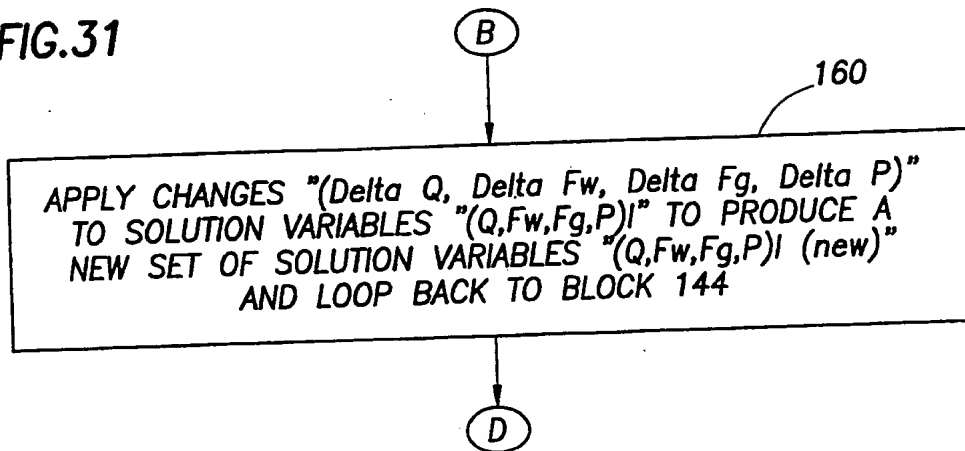 FIG.31
B
160
APPLY CHANGES "(Delta Q, Delta Fw, Delta Fg, Delta P)"
TO SOLUTION VARIABLES "(Q,Fw,Fg,P)I" TO PRODUCE A
NEW SET OF SOLUTION VARIABLES "(Q,Fw,Fg,P)I (new)"
AND LOOP BACK TO BLOCK 144
D